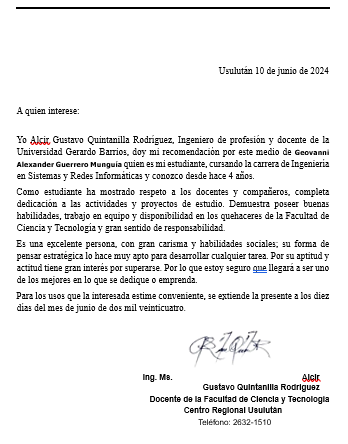 Usulután 10 de junio de 2024
A quien interese:
Yo Alcir Gustavo Quintanilla Rodríguez, Ingeniero de profesión y docente de la
Universidad Gerardo Barrios, doy mi recomendación por este medio de Geovanni
Alexander Guerrero Munguía quien es mi estudiante, cursando la carrera de Ingeniería
en Sistemas y Redes Informáticas y conozco desde hace 4 años.
Como estudiante ha mostrado respeto a los docentes y compañeros, completa
dedicación a las actividades y proyectos de estudio. Demuestra poseer buenas
habilidades, trabajo en equipo y disponibilidad en los quehaceres de la Facultad de
Ciencia y Tecnología y gran sentido de responsabilidad.
Es una excelente persona, con gran carisma y habilidades sociales; su forma de
pensar estratégica lo hace muy apto para desarrollar cualquier tarea. Por su aptitud y
actitud tiene gran interés por superarse. Por lo que estoy seguro que llegará a ser uno
de los mejores en lo que se dedique o emprenda.
Para los usos que la interesada estime conveniente, se extiende la presente a los diez
días del mes de junio de dos mil veinticuatro.
Ing. Ms. Alcir
Gustavo Quintanilla Rodríguez
Docente de la Facultad de Ciencia y Tecnología
Centro Regional Usulután
Teléfono: 2632-1510